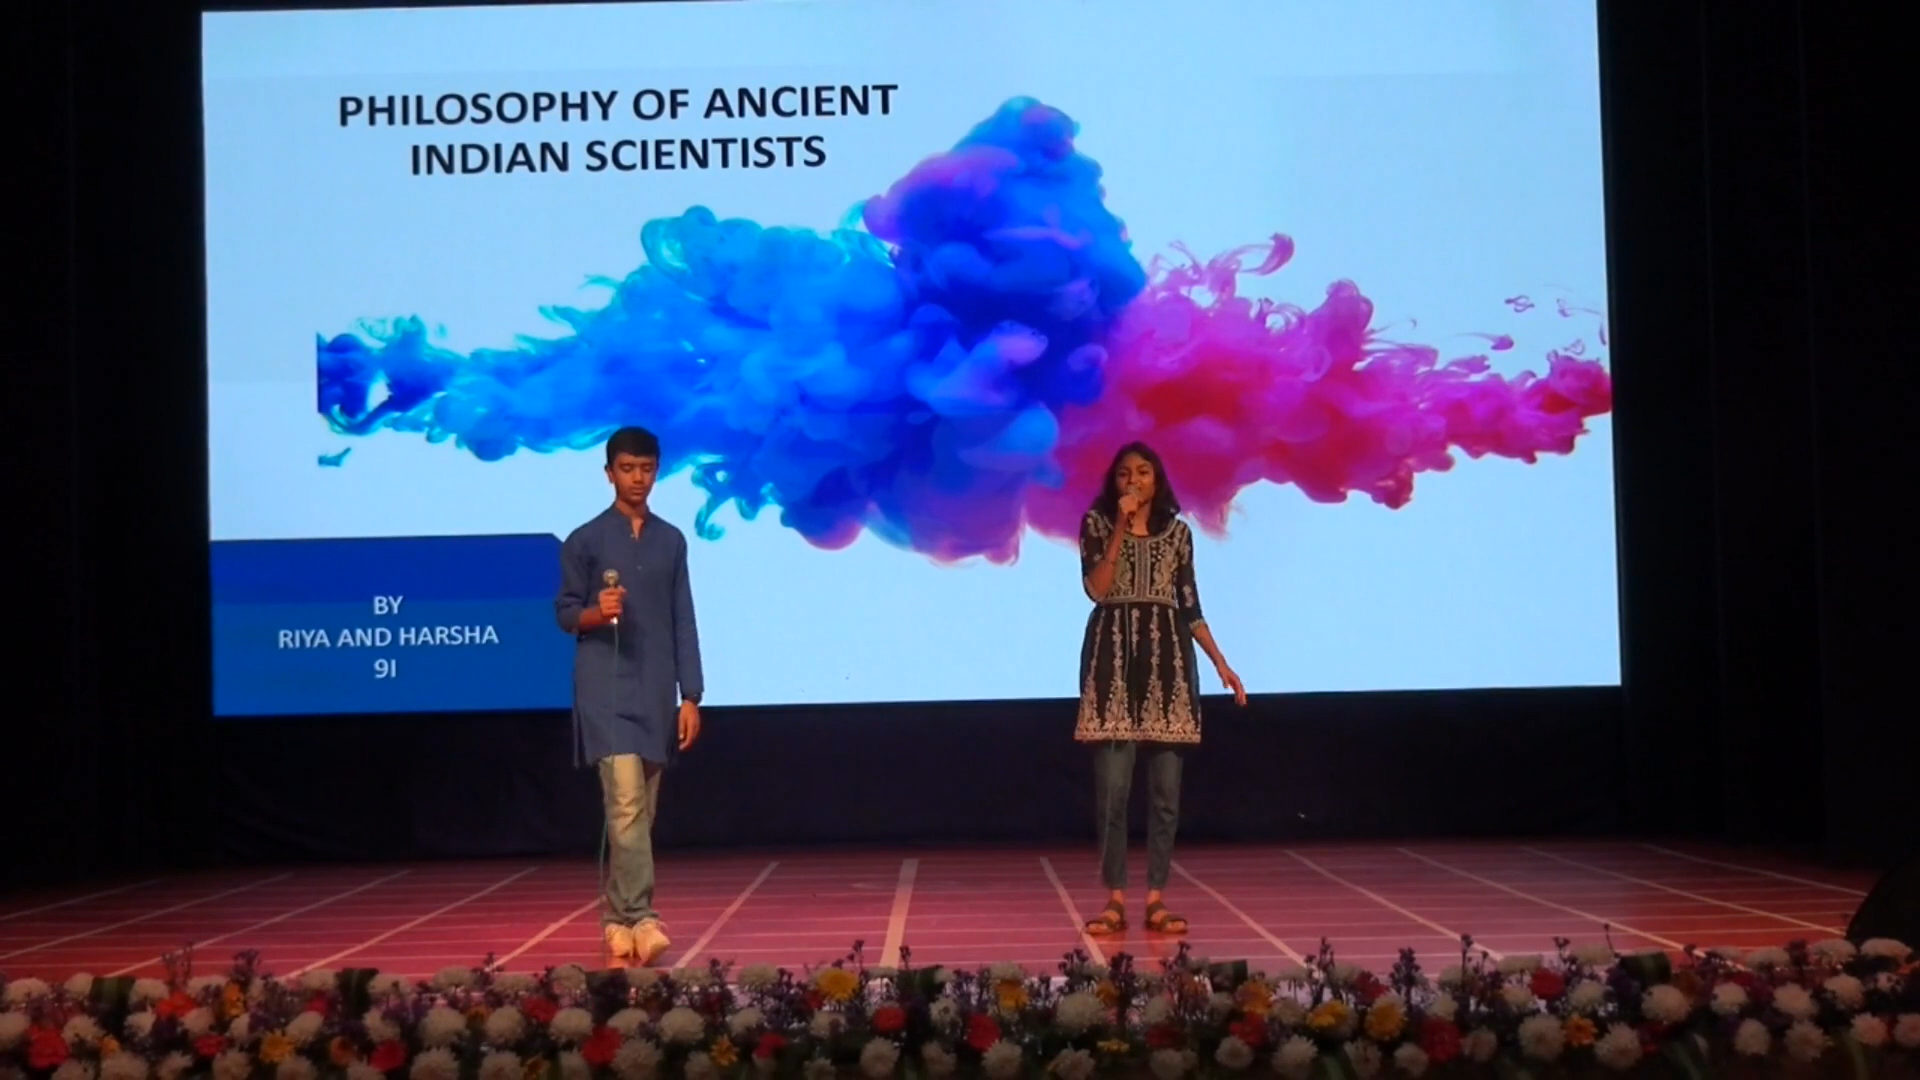 PHILOSOPHY OF ANCIENT
INDIAN SCIENTISTS
BY
RIYA AND HARSHA
9I